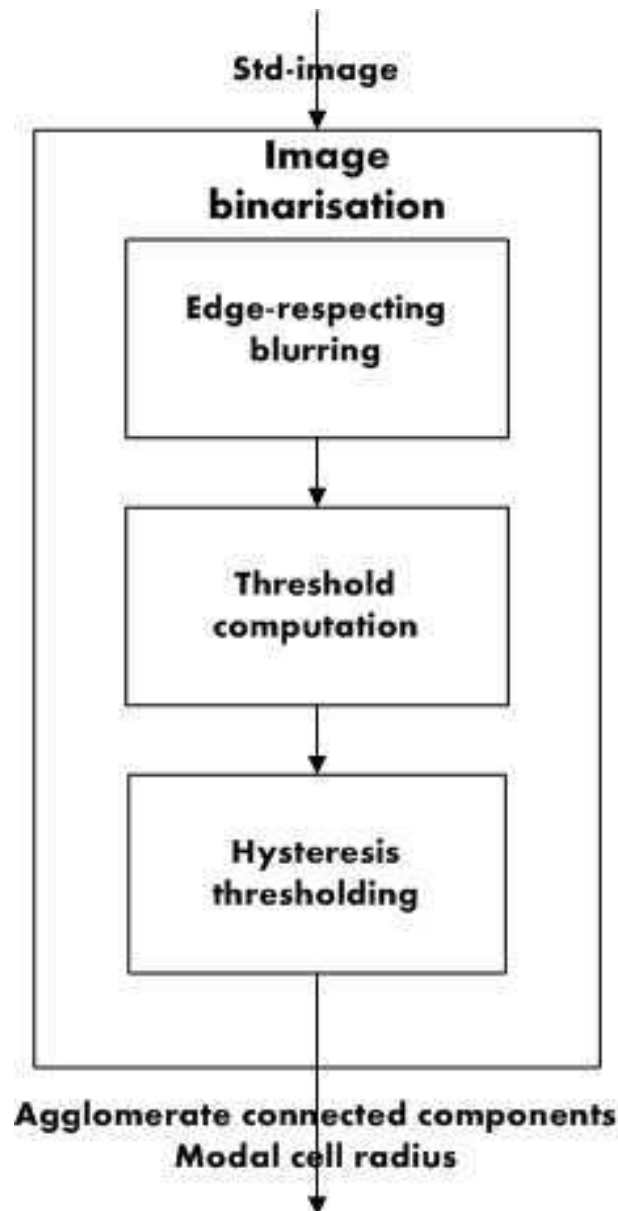 Std-image
Image
binarisation
Edge-respecting
blurring
Threshold
computation
Hysteresis
thresholding
Agglomerate connected components
Modal cell radius